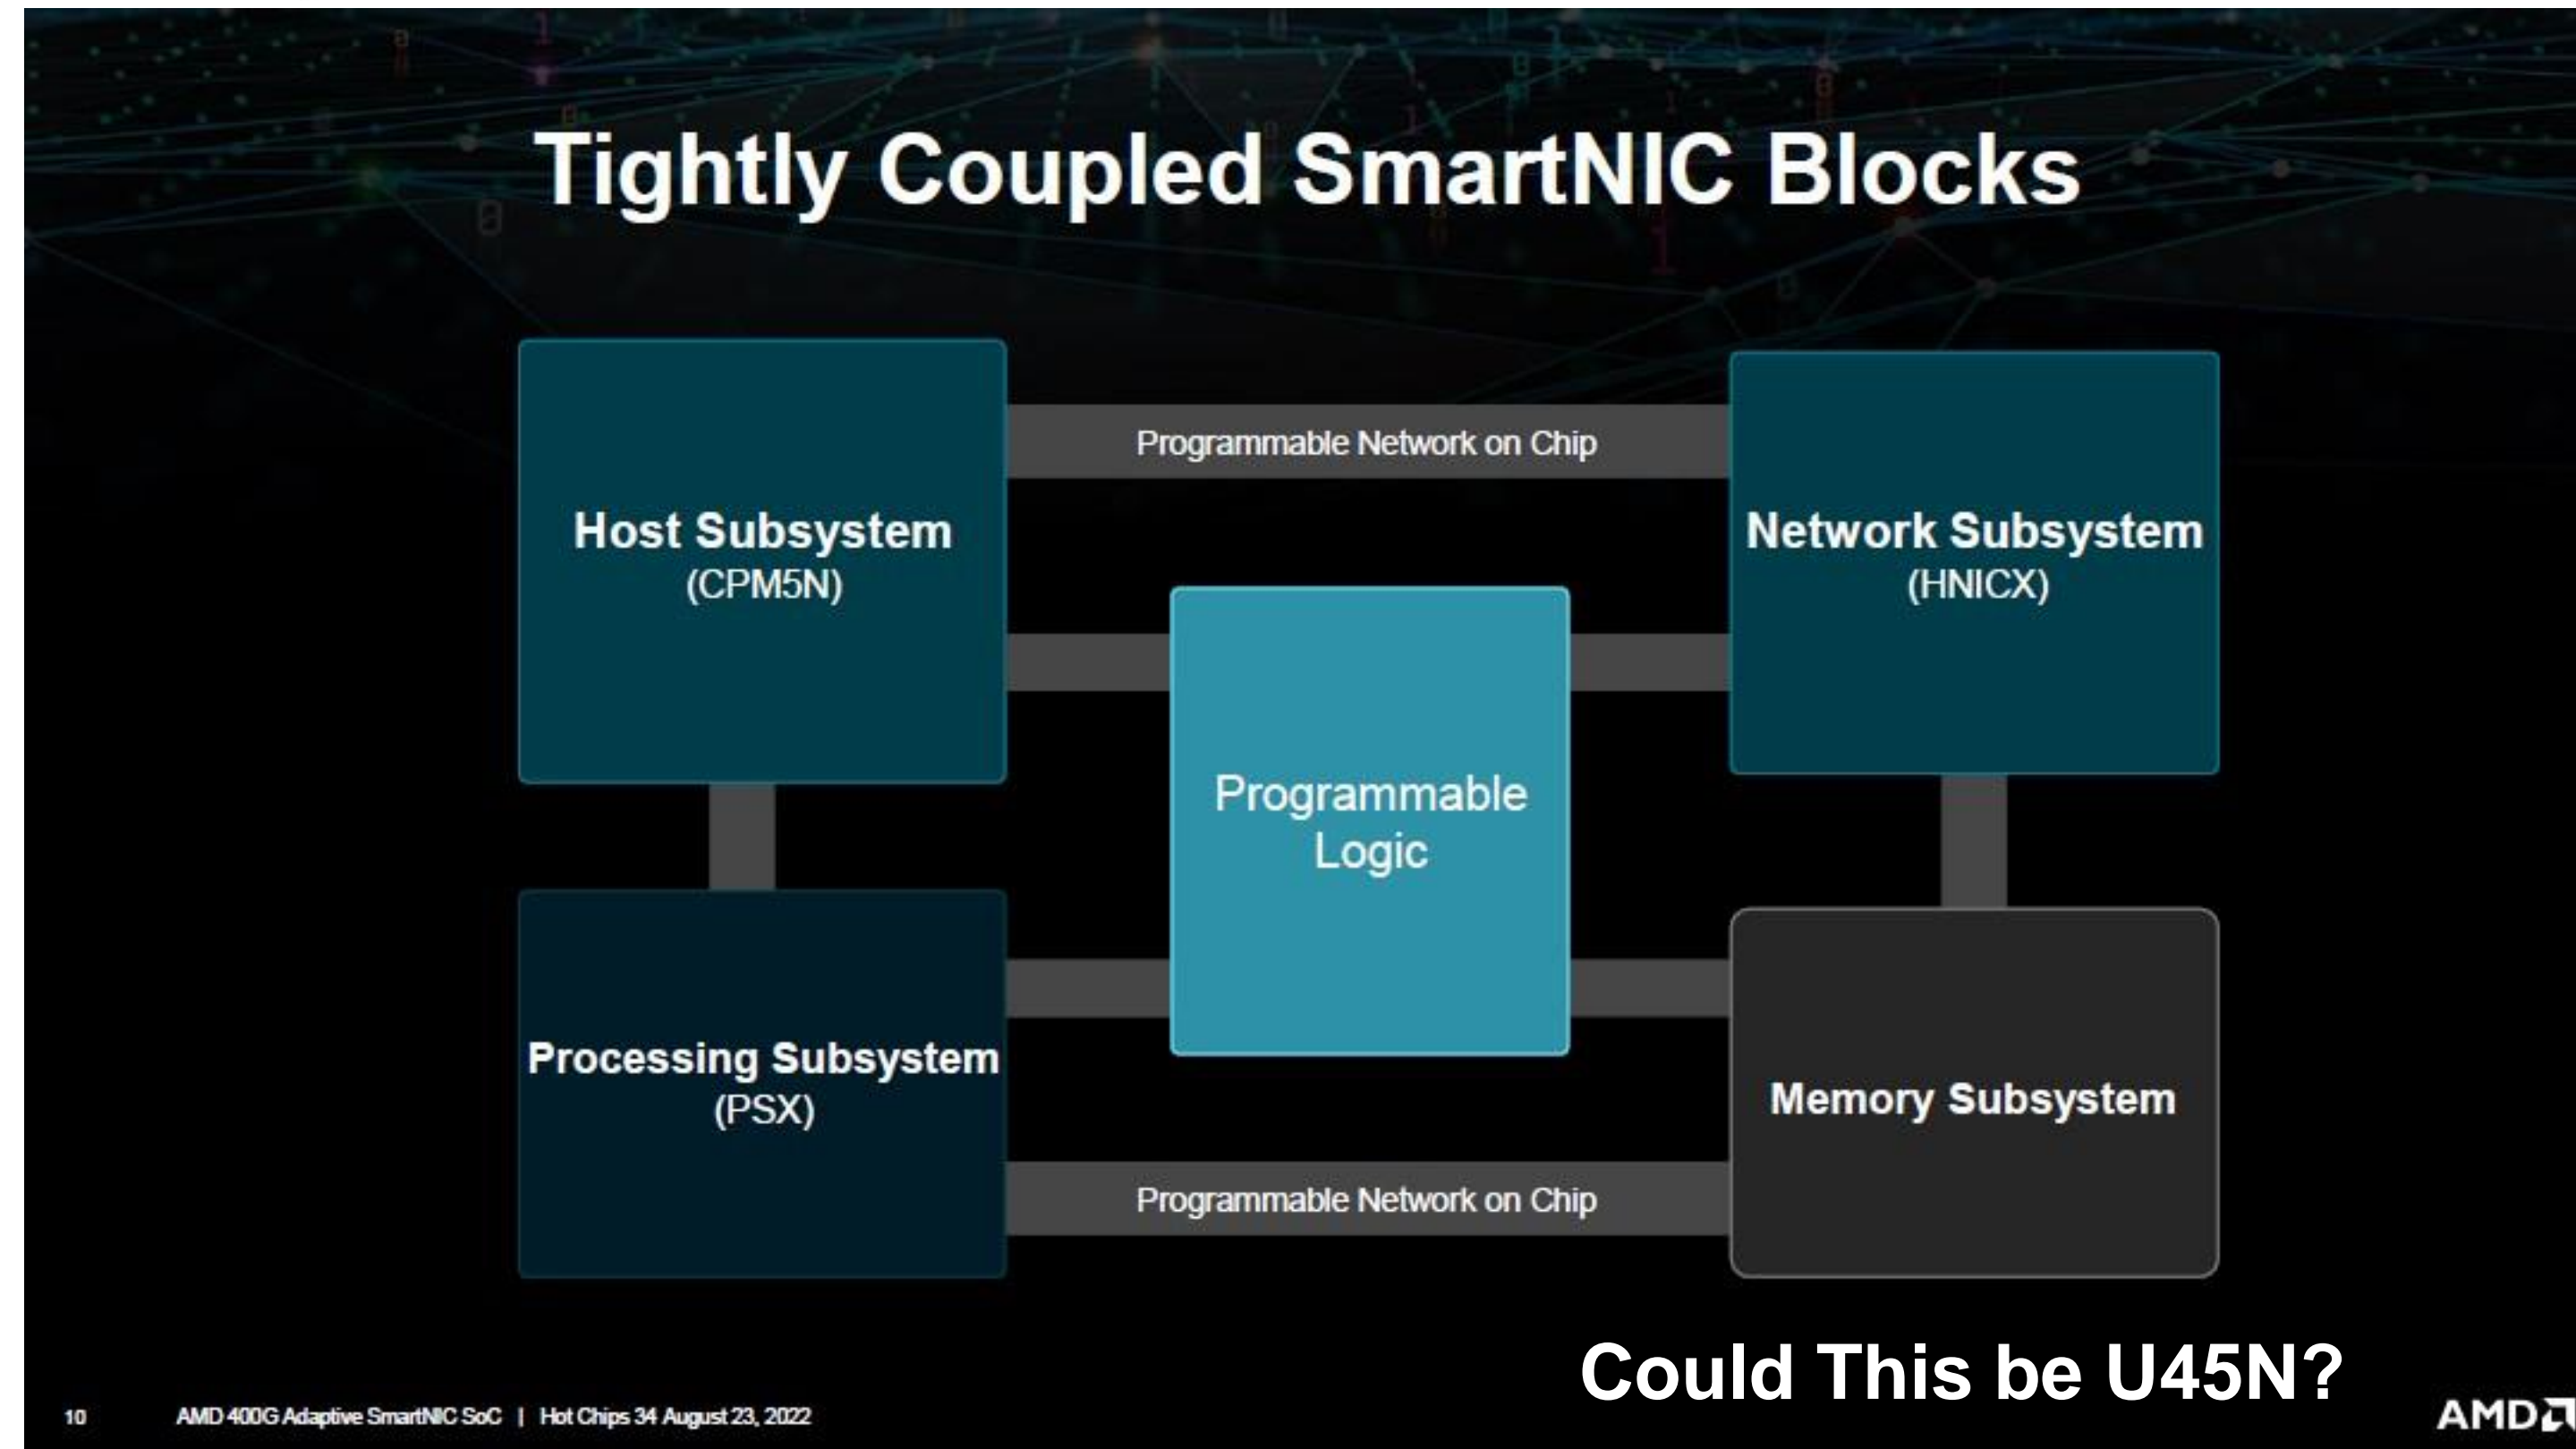 Tightly Coupled SmartNIC Blocks
Programmable Network on Chip
Host Subsystem
(CPM5N)
Network Subsystem
(HNICX)
Programmable
Logic
Processing Subsystem
(PSX)
Memory Subsystem
Programmable Network on Chip
Could This be U45N?
10
AMD 400G Adaptive SmartNIC SoC | Hot Chips 34 August 23, 2022
AMD